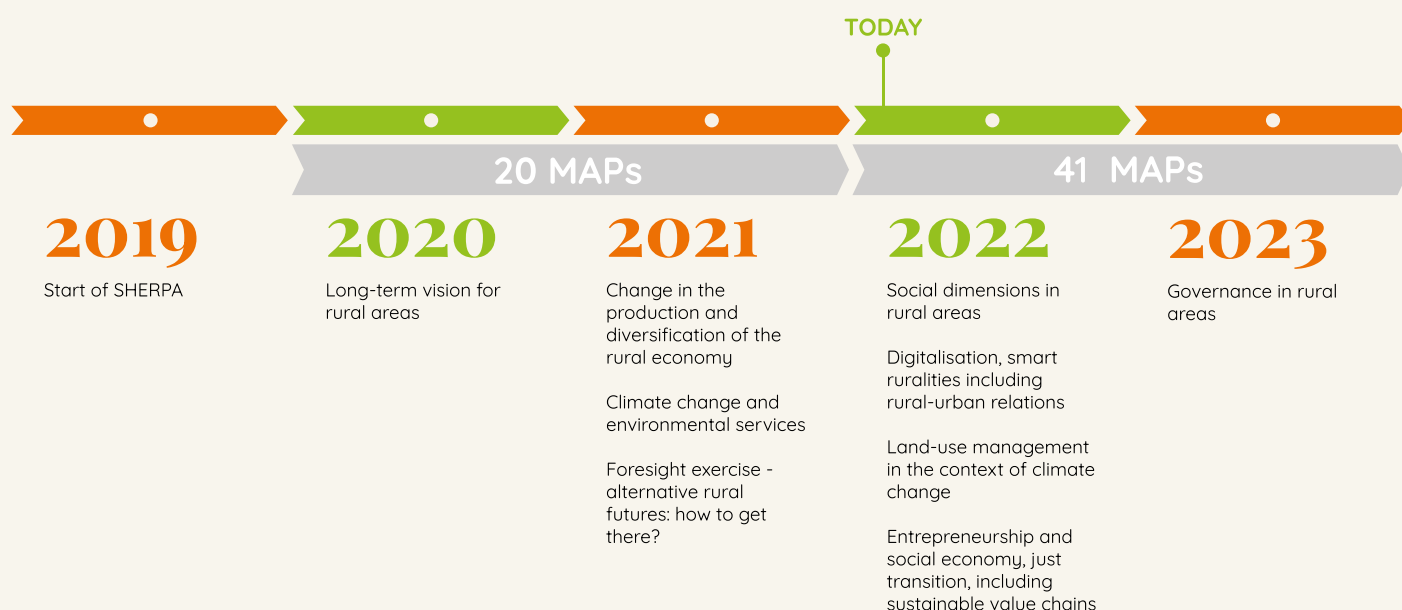 TODAY
20 MAPs
41 MAPs
2019
Start of SHERPA
2020
Long-term vision for
rural areas
2021
Change in the
production and
diversification of the
rural economy
Climate change and
environmental services
Foresight exercise -
alternative rural
futures: how to get
there?
2022
Social dimensions in
rural areas
Digitalisation, smart
ruralities including
rural-urban relations
Land-use management
in the context of climate
change
Entrepreneurship and
social economy, just
transition, including
sustainable value chains
2023
Governance in rural
areas